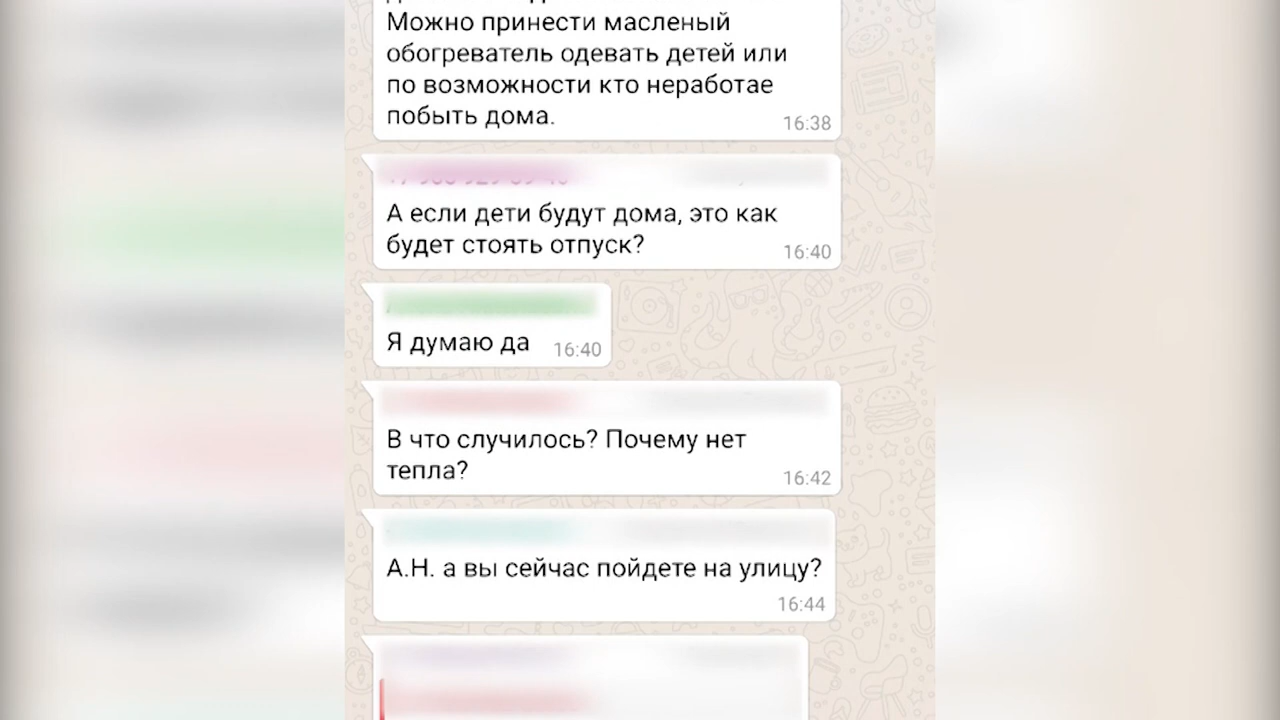 Можно принести масленый
обогреватель одевать детей или
по возможности кто неработае
побыть дома.
16:38
А если дети будут дома, это как
будет стоять отпуск?
16:40
Я думаю да
16:40
В что случилось? Почему нет
тепла?
16:42
А.Н. а вы сейчас пойдете на улицу?
16:44